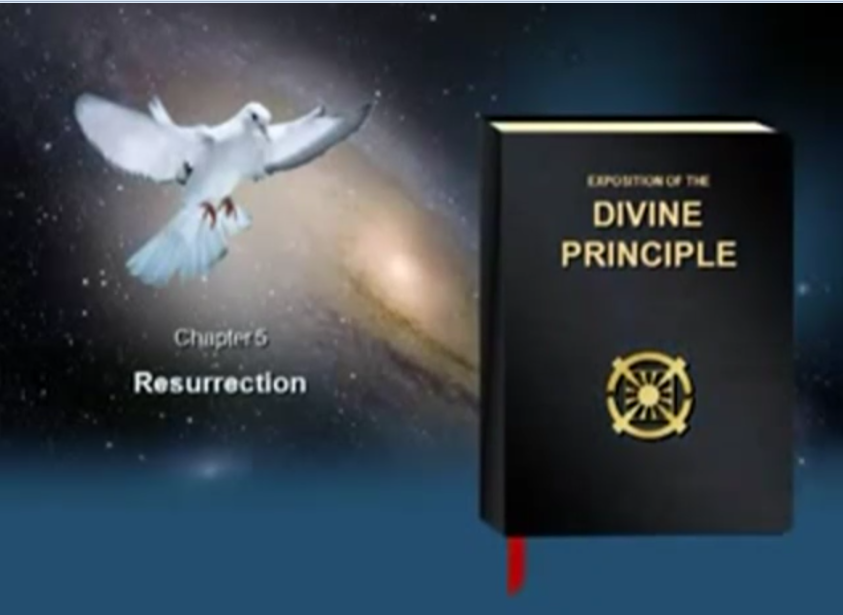 Chapter 5
Resurrection
EXPOSITION OF THE
DIVINE
PRINCIPLE